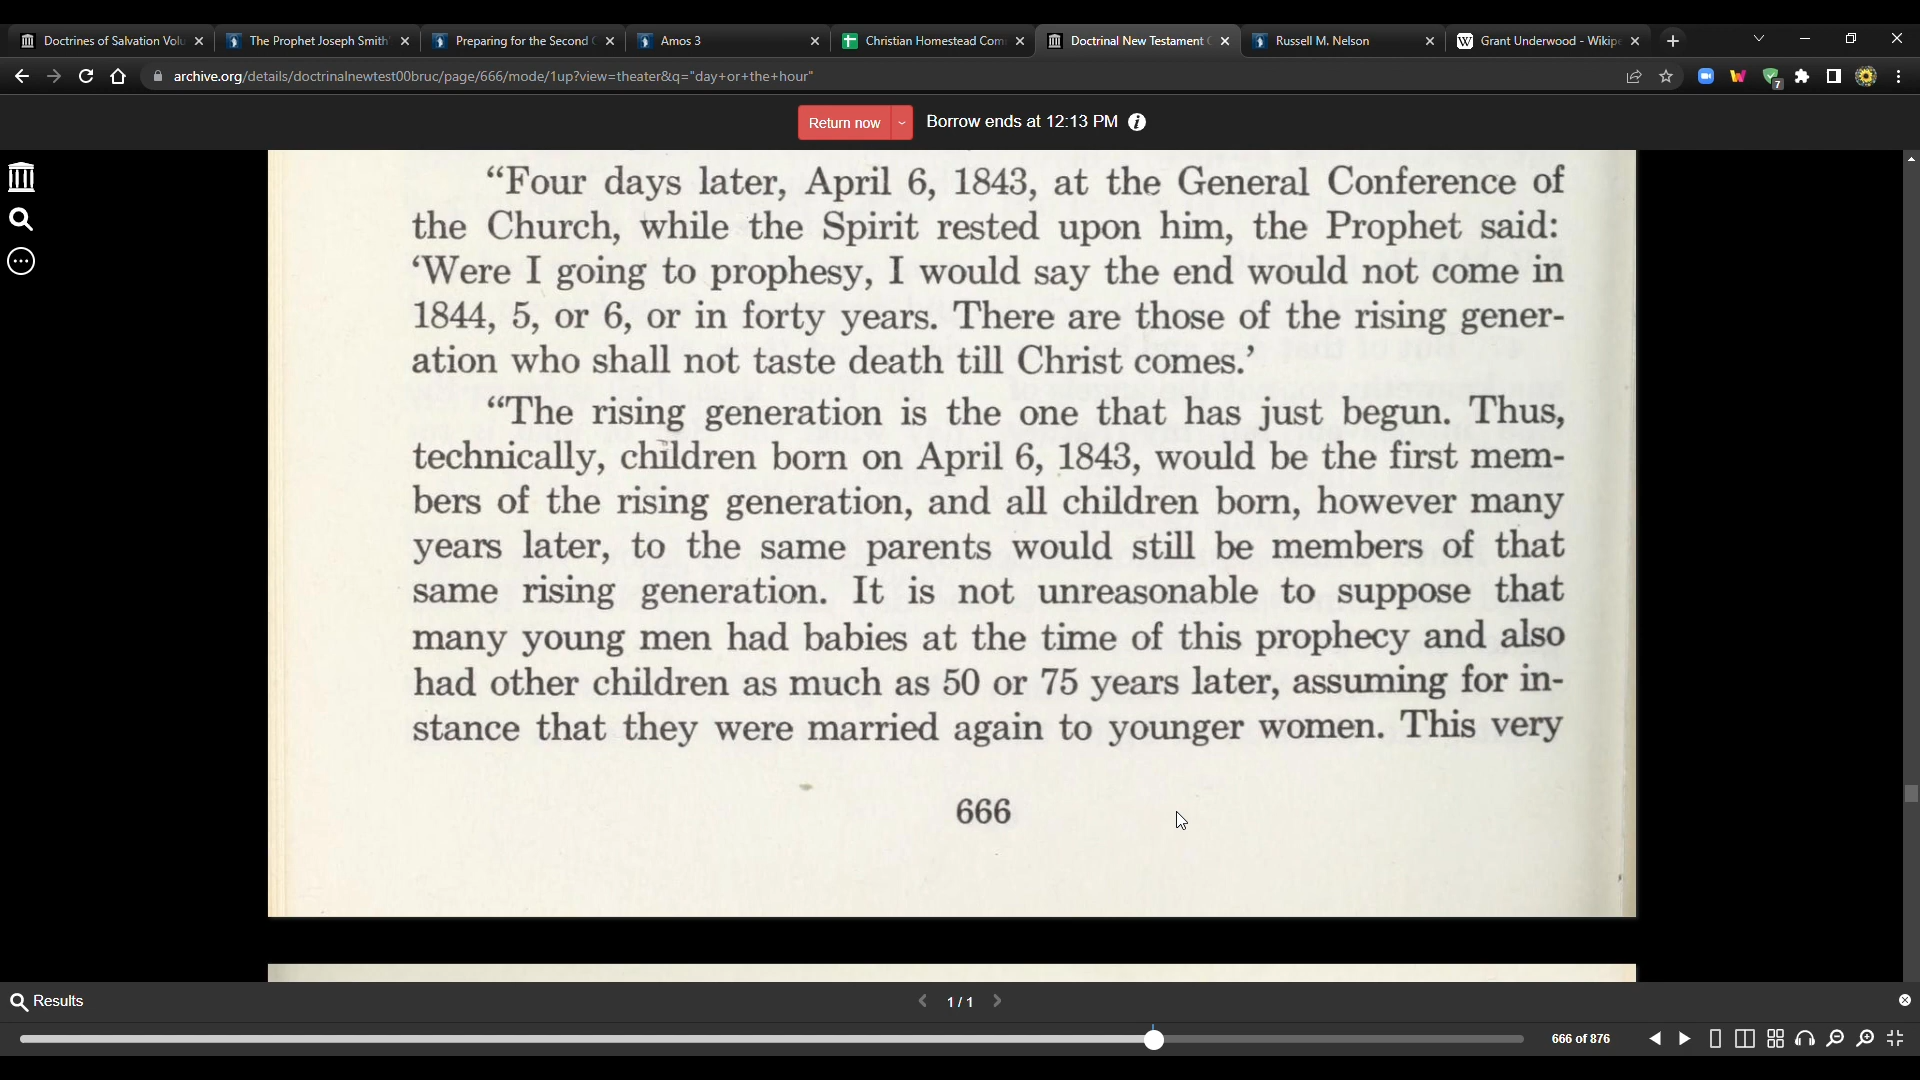 Doctrines of Salvation Volu
The Prophet Joseph Smith'
Preparing for the Second C
Amos 3
Christian Homestead Com
Doctrinal New Testament C
Russell M. Nelson
Grant Underwood - Wikipe
archive.org/details/doctrinalnewtest00bruc/page/666/mode/1up?view=theater&q="day+or+the+hour"
7
Return now
Borrow ends at 12:13 PM
“Four days later, April 6, 1843, at the General Conference of
the Church, while the Spirit rested upon him, the Prophet said:
‘Were I going to prophesy, I would say the end would not come in
1844, 5, or 6, or in forty years. There are those of the rising gener-
ation who shall not taste death till Christ comes.’
“The rising generation is the one that has just begun. Thus,
technically, children born on April 6, 1843, would be the first mem-
bers of the rising generation, and all children born, however many
years later, to the same parents would still be members of that
same rising generation. It is not unreasonable to suppose that
many young men had babies at the time of this prophecy and also
had other children as much as 50 or 75 years later, assuming for in-
stance that they were married again to younger women. This very
666
Results
1 / 1
666 of 876